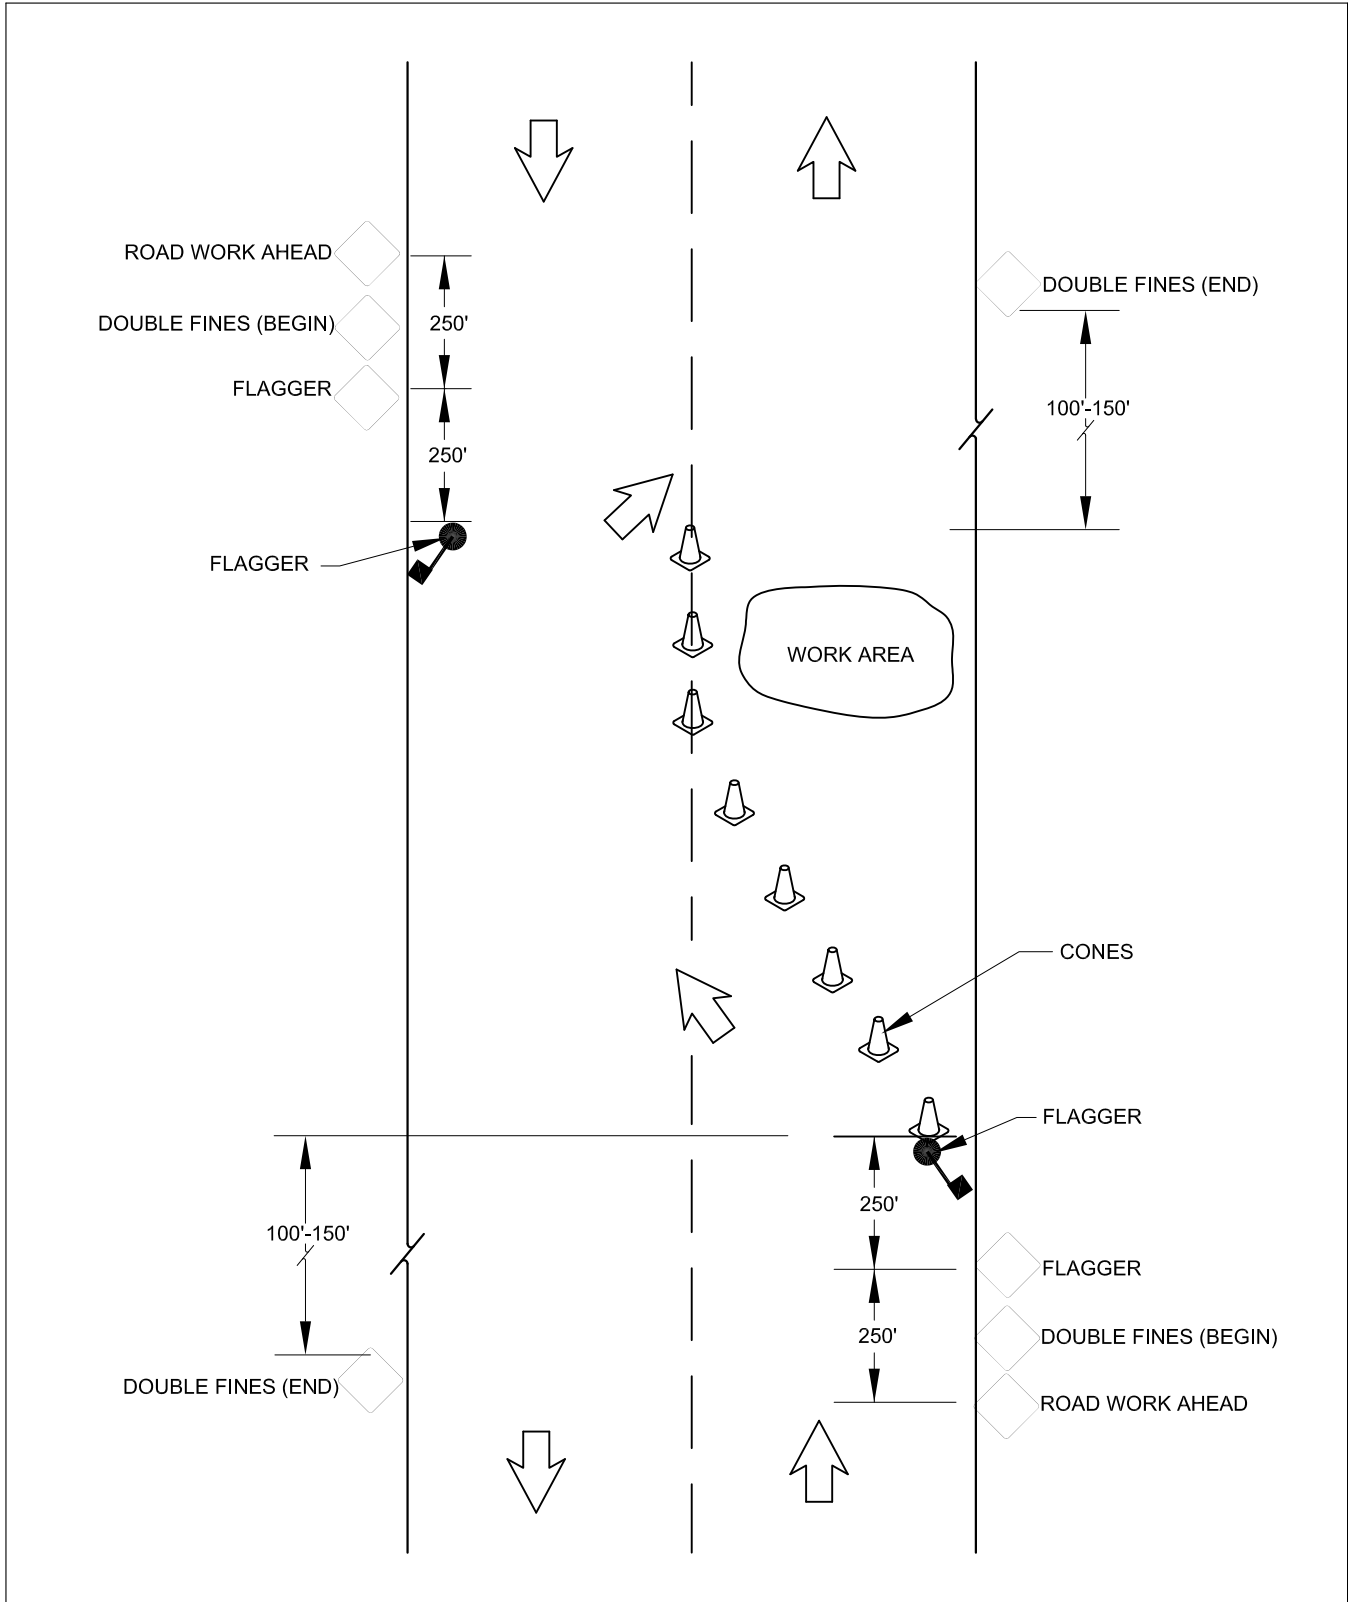 ROAD WORK AHEAD
DOUBLE FINES (END)
DOUBLE FINES (BEGIN)
250'
FLAGGER
100'-150'
250'
FLAGGER
WORK AREA
CONES
FLAGGER
250'
100'-150'
FLAGGER
250'
DOUBLE FINES (BEGIN)
DOUBLE FINES (END)
ROAD WORK AHEAD